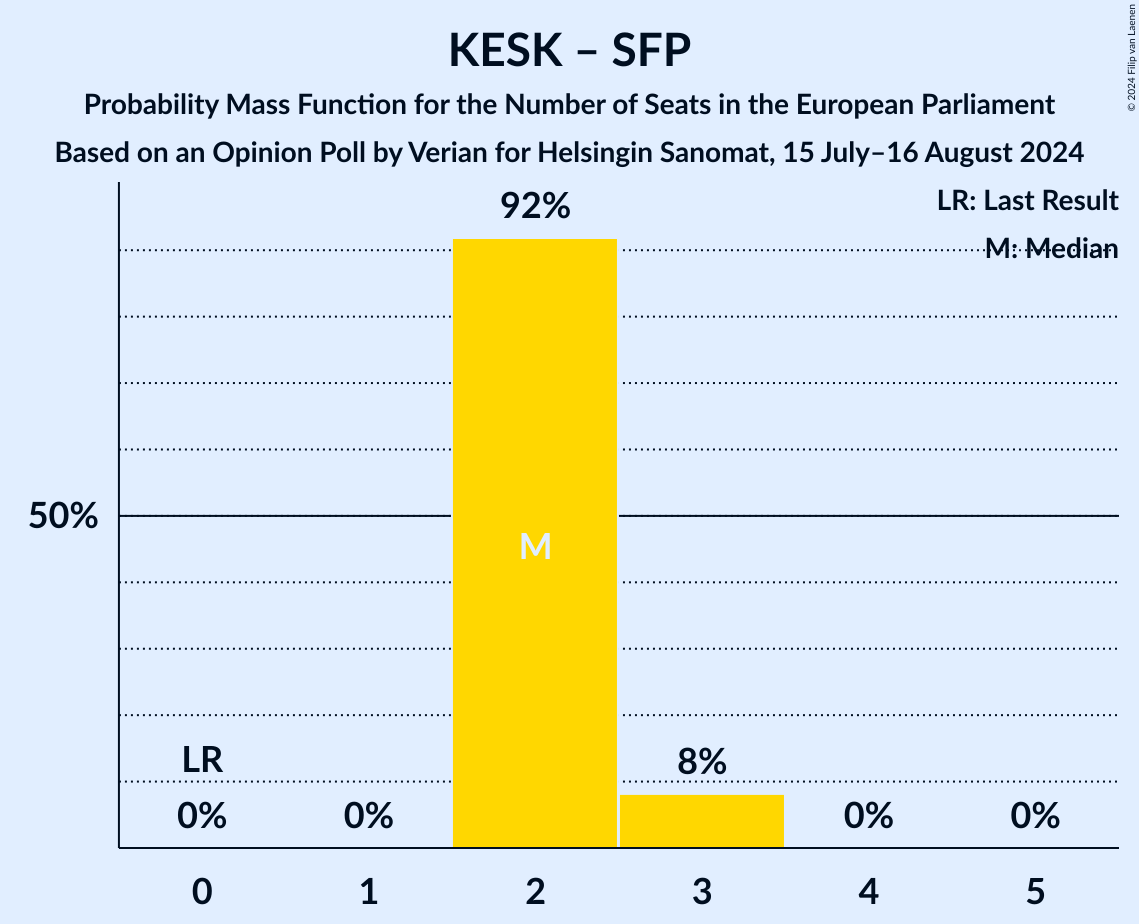 KESK – SFP
Probability Mass Function for the Number of Seats in the European Parliament
Based on an Opinion Poll by Verian for Helsingin Sanomat, 15 July–16 August 2024
© 2024 Filip van Laenen
LR: Last Result
M: Median
92%
50%
M
LR
8%
0% 0% 0% 0%
0 1 2 3 4 5